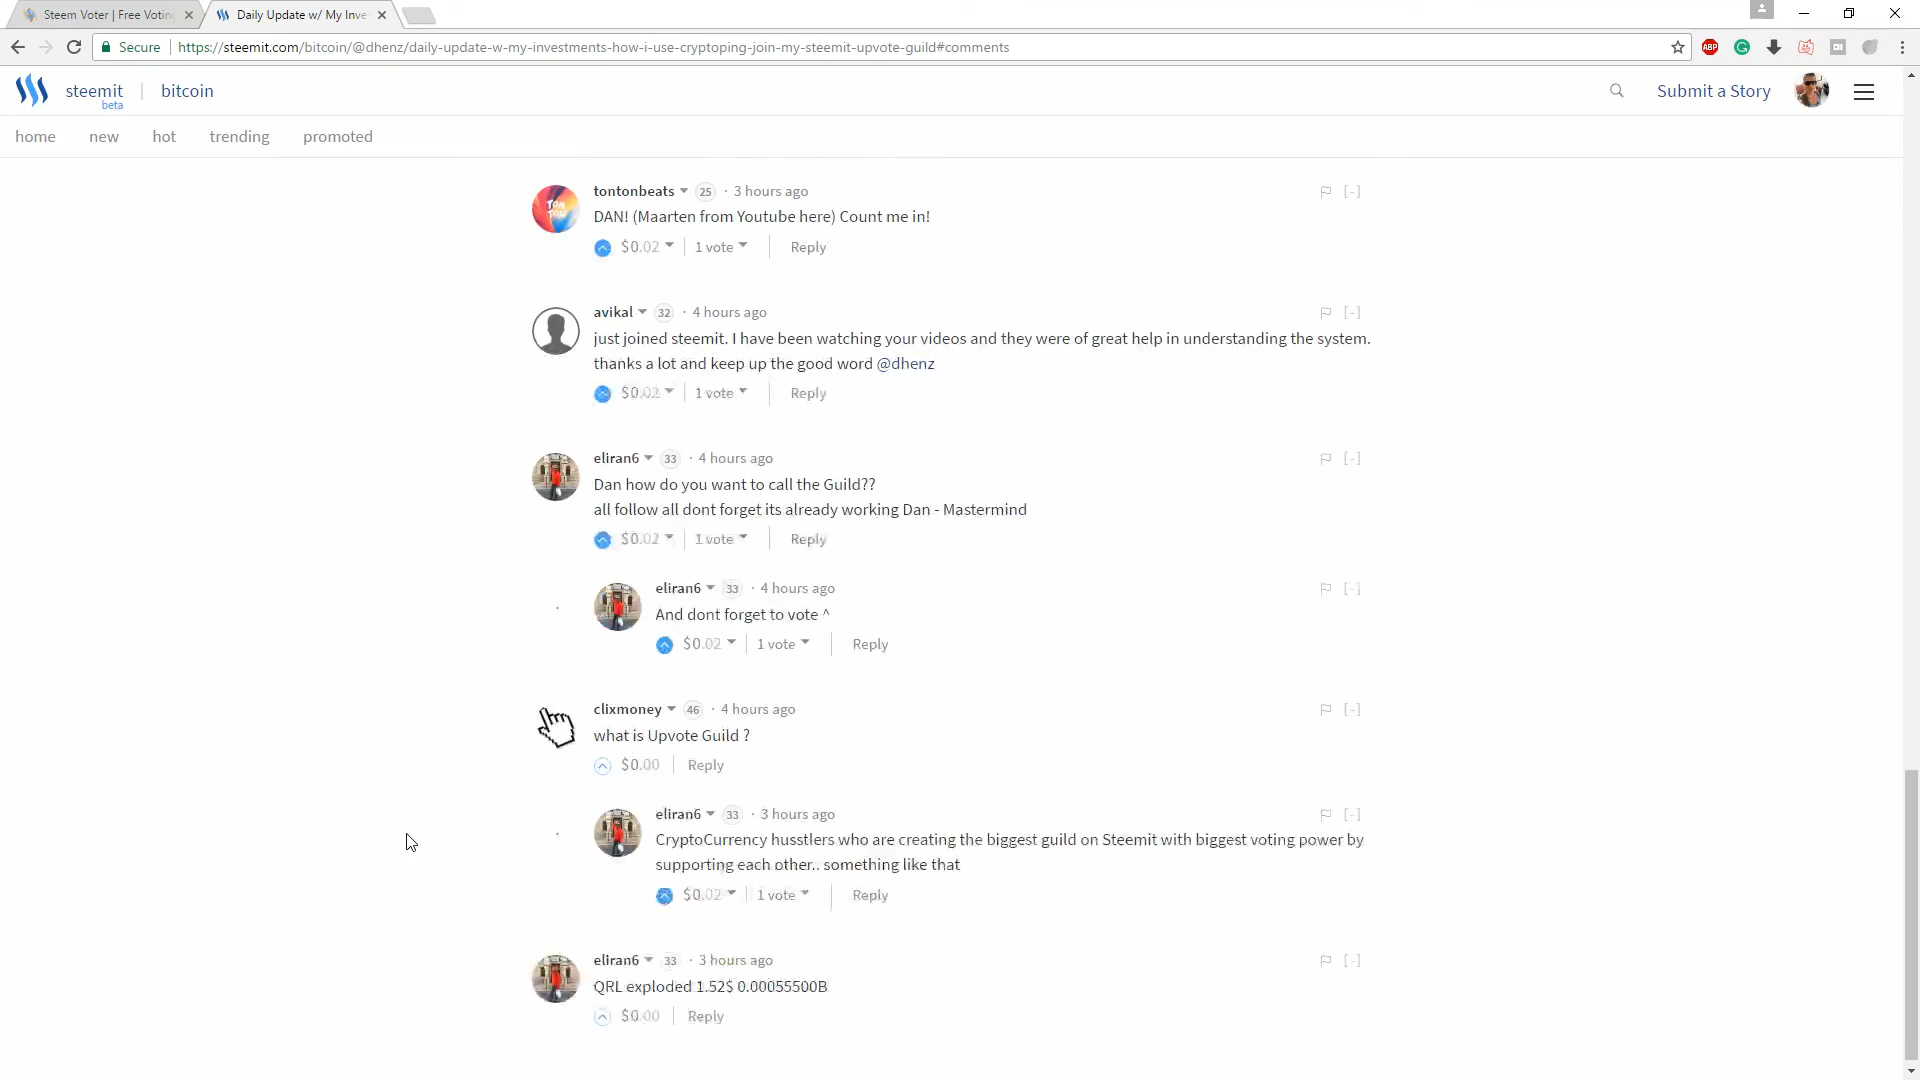 Steem Voter | Free Votin
Daily Update w/ My Inve
Secure
https://steemit.com/bitcoin/@dhenz/daily-update-w-my-investments-how-i-use-cryptoping-join-my-steemit-upvote-guild#comments
ABP
steemit
beta
bitcoin
Submit a Story
home new hot trending promoted
TON
TON
tontonbeats 25 · 3 hours ago [-]
DAN! (Maarten from Youtube here) Count me in!
$0.02 1 vote Reply
avikal 32 · 4 hours ago [-]
just joined steemit. I have been watching your videos and they were of great help in understanding the system.
thanks a lot and keep up the good word @dhenz
$0.02 1 vote Reply
eliran6 33 · 4 hours ago [-]
Dan how do you want to call the Guild??
all follow all dont forget its already working Dan - Mastermind
$0.02 1 vote Reply
eliran6 33 · 4 hours ago [-]
And dont forget to vote ^
$0.02 1 vote Reply
clixmoney 46 · 4 hours ago [-]
what is Upvote Guild ?
$0.00 Reply
eliran6 33 · 3 hours ago [-]
CryptoCurrency husstlers who are creating the biggest guild on Steemit with biggest voting power by
supporting each other.. something like that
$0.02 1 vote Reply
eliran6 33 · 3 hours ago [-]
QRL exploded 1.52$ 0.00055500B
$0.00 Reply